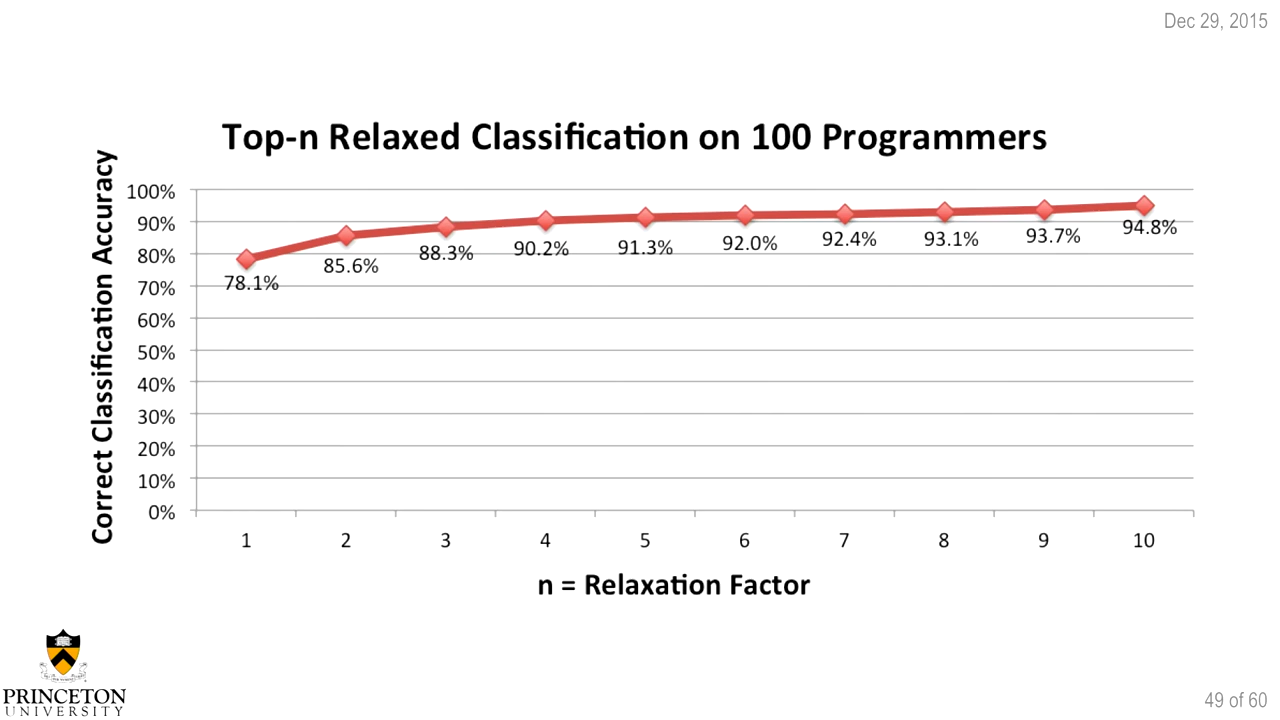 Dec 29, 2015
Top-n Relaxed Classification on 100 Programmers
Correct Classification Accuracy
100%
90%
80%
70%
60%
50%
40%
30%
20%
10%
0%
78.1%
85.6%
88.3%
90.2%
91.3%
92.0%
92.4%
93.1%
93.7%
94.8%
1 2 3 4 5 6 7 8 9 10
n = Relaxation Factor
PRINCETON
UNIVERSITY
49 of 60